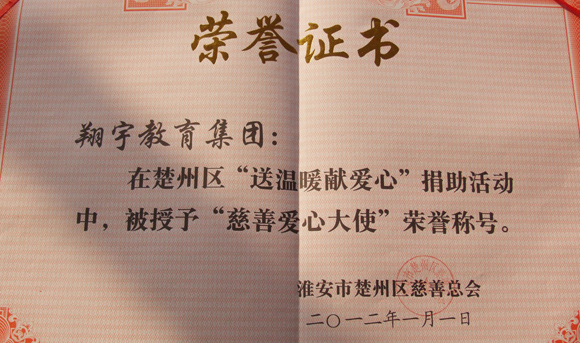 荣誉证书
翔宇教育集团：
在楚州区“送温暖献爱心”捐助活动
中，被授予“慈善爱心大使”荣誉称号。
淮安市楚州区慈善总会
二〇一二年一月一日